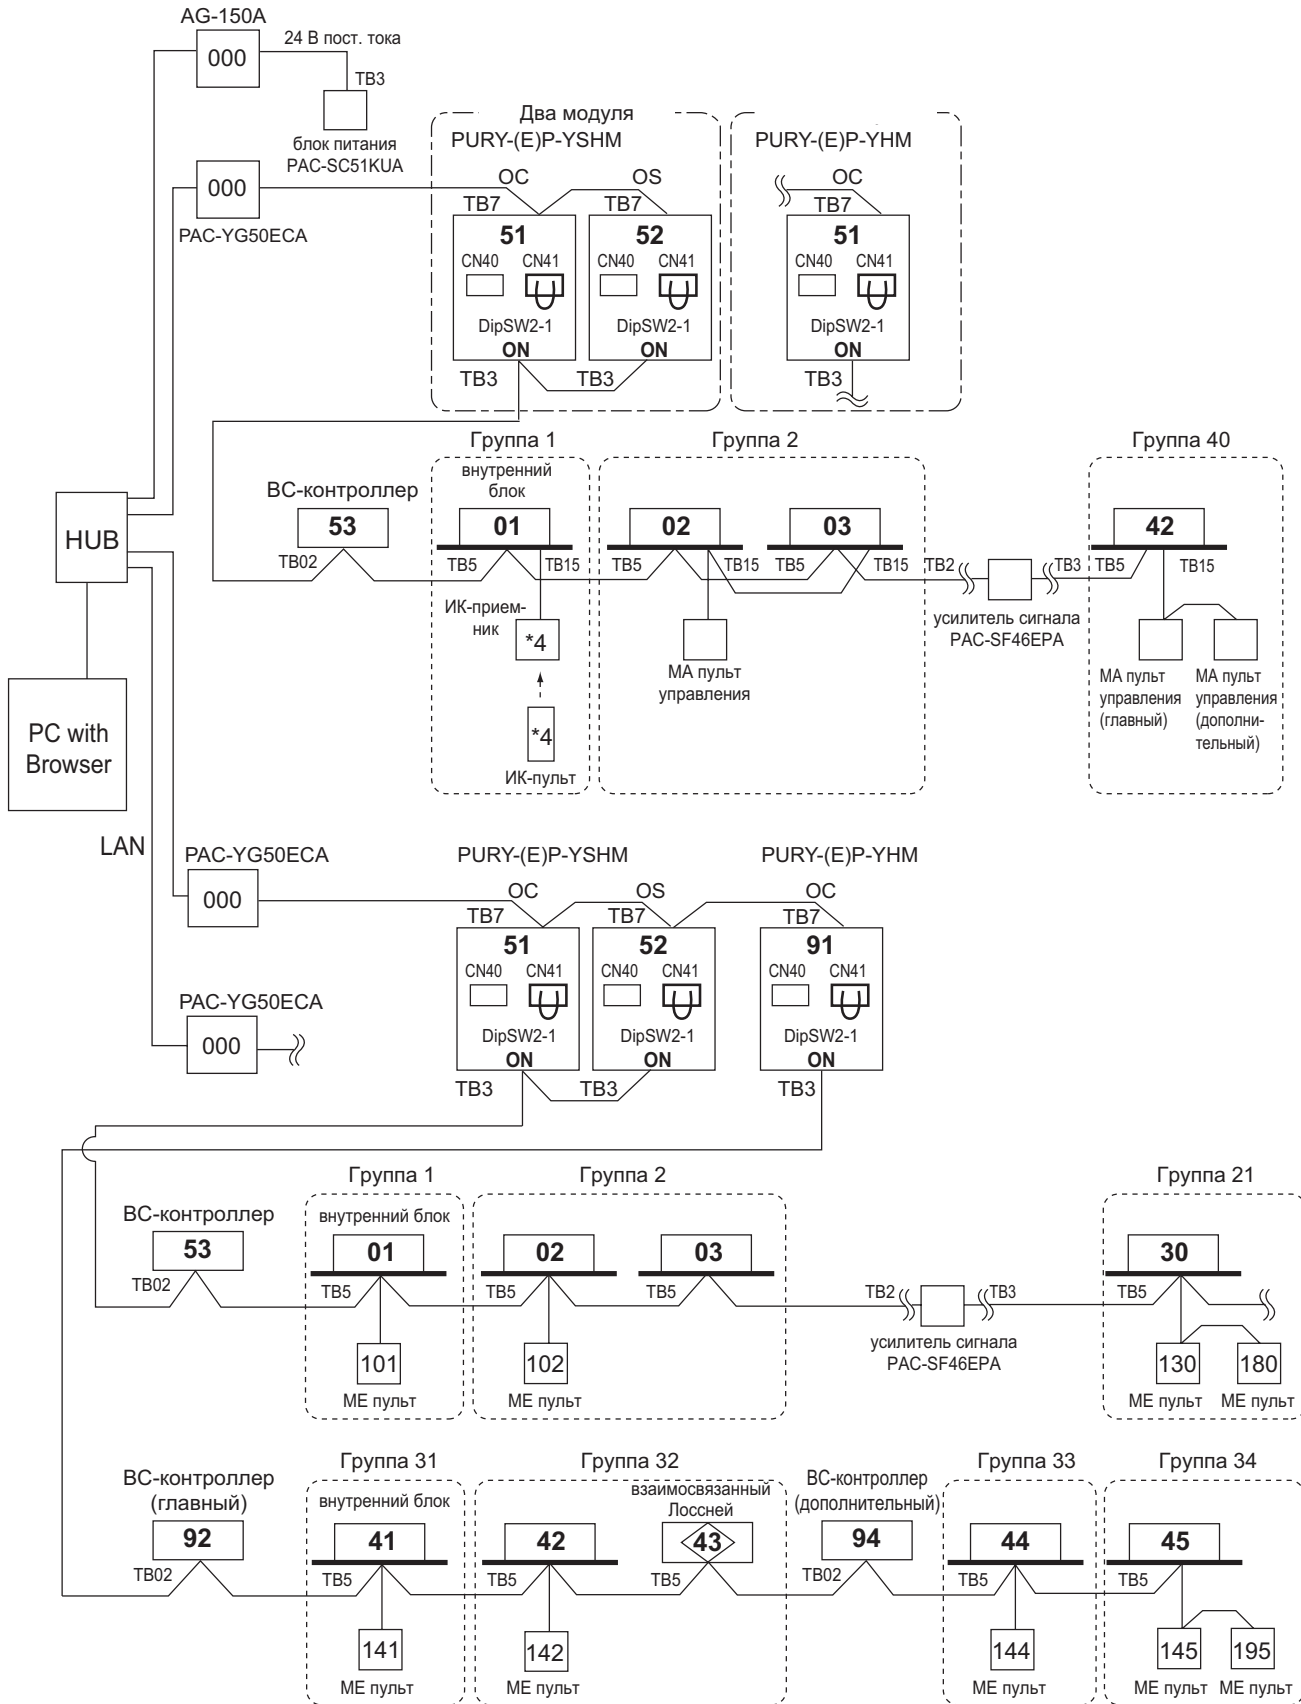 AG-150A
24 В пост. тока
000
TB3
блок питания
PAC-SC51KUA
Два модуля
PURY-(E)P-YSHM
PURY-(E)P-YHM
000
PAC-YG50ECA
OC
OS
OC
TB7
TB7
TB7
51
52
51
CN40
CN41
CN40
CN41
CN40
CN41
DipSW2-1
DipSW2-1
DipSW2-1
ON
ON
ON
TB3
TB3
TB3
Группа 1
Группа 2
Группа 40
внутренний
блок
BC-контроллер
53
01
02
03
42
TB02
TB5
TB15
TB5
TB15
TB5
TB15
TB2
TB3
TB5
TB15
HUB
ИК-прием-
ник
*4
*4
ИК-пульт
MA пульт
управления
усилитель сигнала
PAC-SF46EPA
MA пульт
управления
(главный)
MA пульт
управления
(дополни-
тельный)
PC with
Browser
LAN
PAC-YG50ECA
000
PURY-(E)P-YSHM
PURY-(E)P-YHM
OC
OS
OC
TB7
TB7
TB7
51
52
91
CN40
CN41
CN40
CN41
CN40
CN41
DipSW2-1
DipSW2-1
DipSW2-1
ON
ON
ON
TB3
TB3
TB3
PAC-YG50ECA
000
Группа 1
Группа 2
Группа 21
BC-контроллер
внутренний блок
53
01
02
03
30
TB02
TB5
TB5
TB5
TB2
TB3
TB5
усилитель сигнала
PAC-SF46EPA
101
102
130
180
ME пульт
ME пульт
ME пульт
ME пульт
Группа 31
Группа 32
Группа 33
Группа 34
BC-контроллер
(главный)
внутренний блок
взаимосвязанный
Лоссней
BC-контроллер
(дополнительный)
92
41
42
43
94
44
45
TB02
TB5
TB5
TB5
TB02
TB5
TB5
141
142
144
145
195
ME пульт
ME пульт
ME пульт
ME пульт
ME пульт